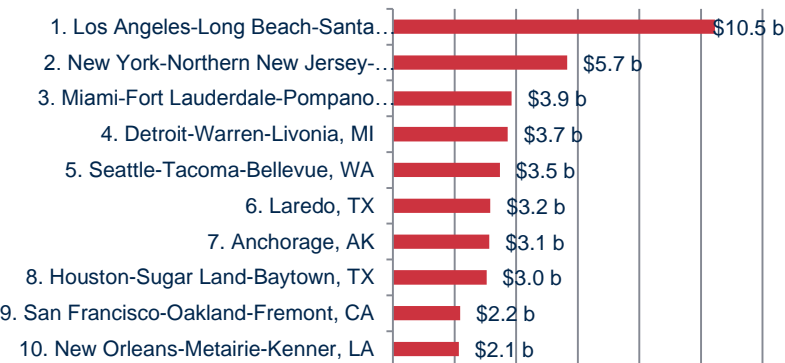 1. Los Angeles-Long Beach-Santa… $10.5 b
2. New York-Northern New Jersey-… $5.7 b
3. Miami-Fort Lauderdale-Pompano… $3.9 b
4. Detroit-Warren-Livonia, MI $3.7 b
5. Seattle-Tacoma-Bellevue, WA $3.5 b
6. Laredo, TX $3.2 b
7. Anchorage, AK $3.1 b
8. Houston-Sugar Land-Baytown, TX $3.0 b
9. San Francisco-Oakland-Fremont, CA $2.2 b
10. New Orleans-Metairie-Kenner, LA $2.1 b